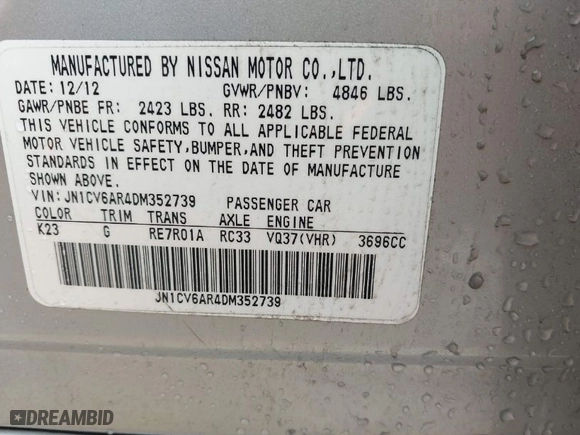 MANUFACTURED BY NISSAN MOTOR CO.,LTD.
DATE: 12/12 GVWR/PNBV: 4846 LBS.
GAWR/PNBE FR: 2423 LBS. RR: 2482 LBS.
THIS VEHICLE CONFORMS TO ALL APPLICABLE FEDERAL
MOTOR VEHICLE SAFETY,BUMPER,AND THEFT PREVENTION
STANDARDS IN EFFECT ON THE DATE OF MANUFACTURE
SHOWN ABOVE.
VIN:JN1CV6AR4DM352739 PASSENGER CAR
COLOR TRIM TRANS AXLE ENGINE
K23 G RE7R01A RC33 VQ37(VHR) 3696CC
JN1CV6AR4DM352739
DREAMBID